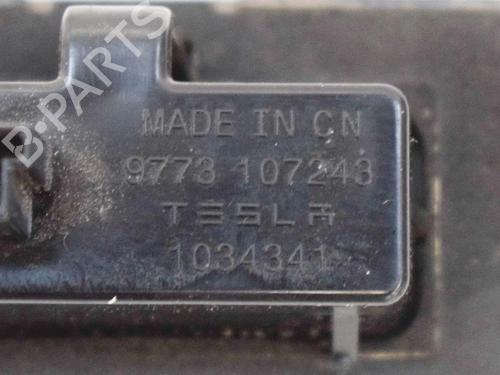 MADE IN CN
9773 107243
TESLA
1034341
B-PARTS